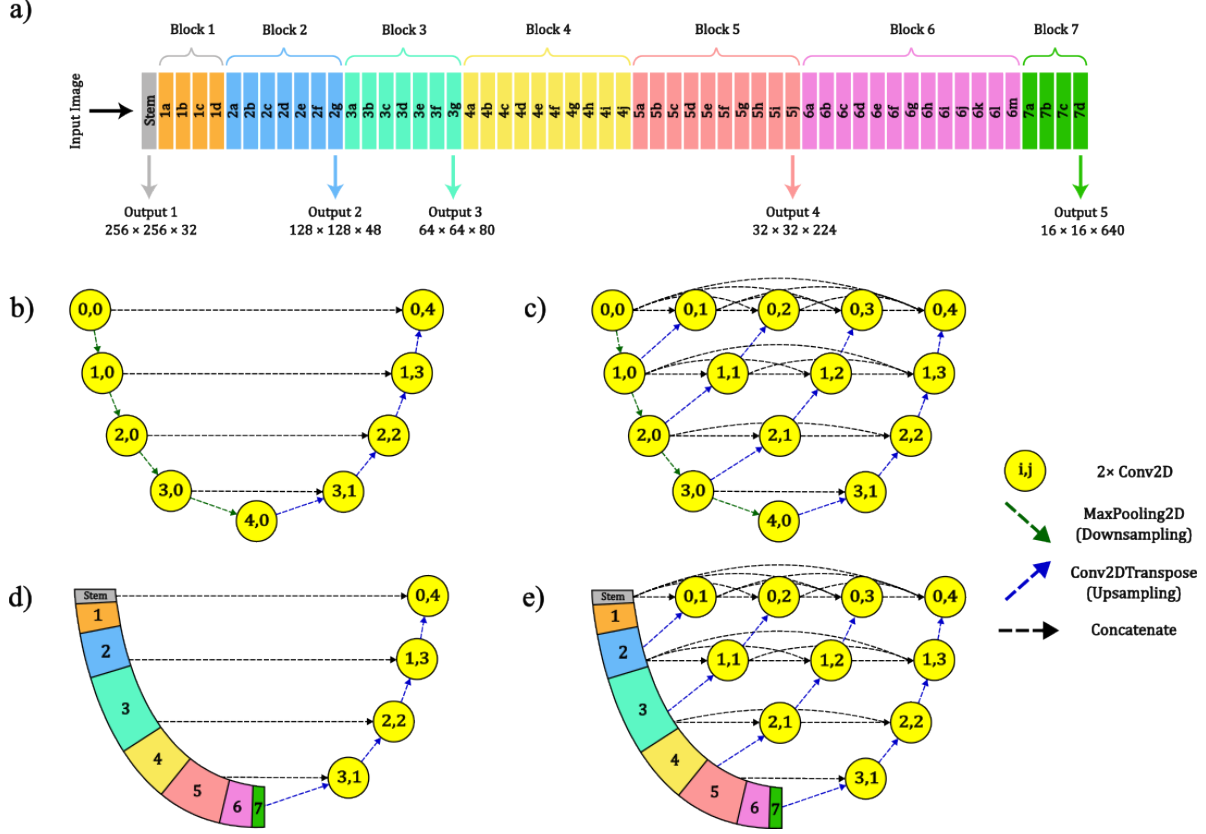 a)
Block 1 Block 2 Block 3 Block 4 Block 5 Block 6 Block 7
Input Image
Stem 1a 1b 1c 1d 2a 2b 2c 2d 2e 2f 2g 3a 3b 3c 3d 3e 3f 3g 4a 4b 4c 4d 4e 4f 4g 4h 4i 4j 5a 5b 5c 5d 5e 5f 5g 5h 5i 5j 6a 6b 6c 6d 6e 6f 6g 6h 6i 6j 6k 6l 6m 7a 7b 7c 7d
Output 1 Output 2 Output 3 Output 4 Output 5
256 × 256 × 32 128 × 128 × 48 64 × 64 × 80 32 × 32 × 224 16 × 16 × 640
b)
0,0 0,4
1,0 1,3
2,0 2,2
3,0 3,1
4,0
c)
0,0 0,1 0,2 0,3 0,4
1,0 1,1 1,2 1,3
2,0 2,1 2,2
3,0 3,1
4,0
i,j 2× Conv2D
MaxPooling2D
(Downsampling)
Conv2DTranspose
(Upsampling)
Concatenate
d)
Stem 0,4
1
2 1,3
3 2,2
4
5 6 7 3,1
e)
Stem 0,1 0,2 0,3 0,4
1
2 1,1 1,2 1,3
3 2,1 2,2
4
5 6 7 3,1